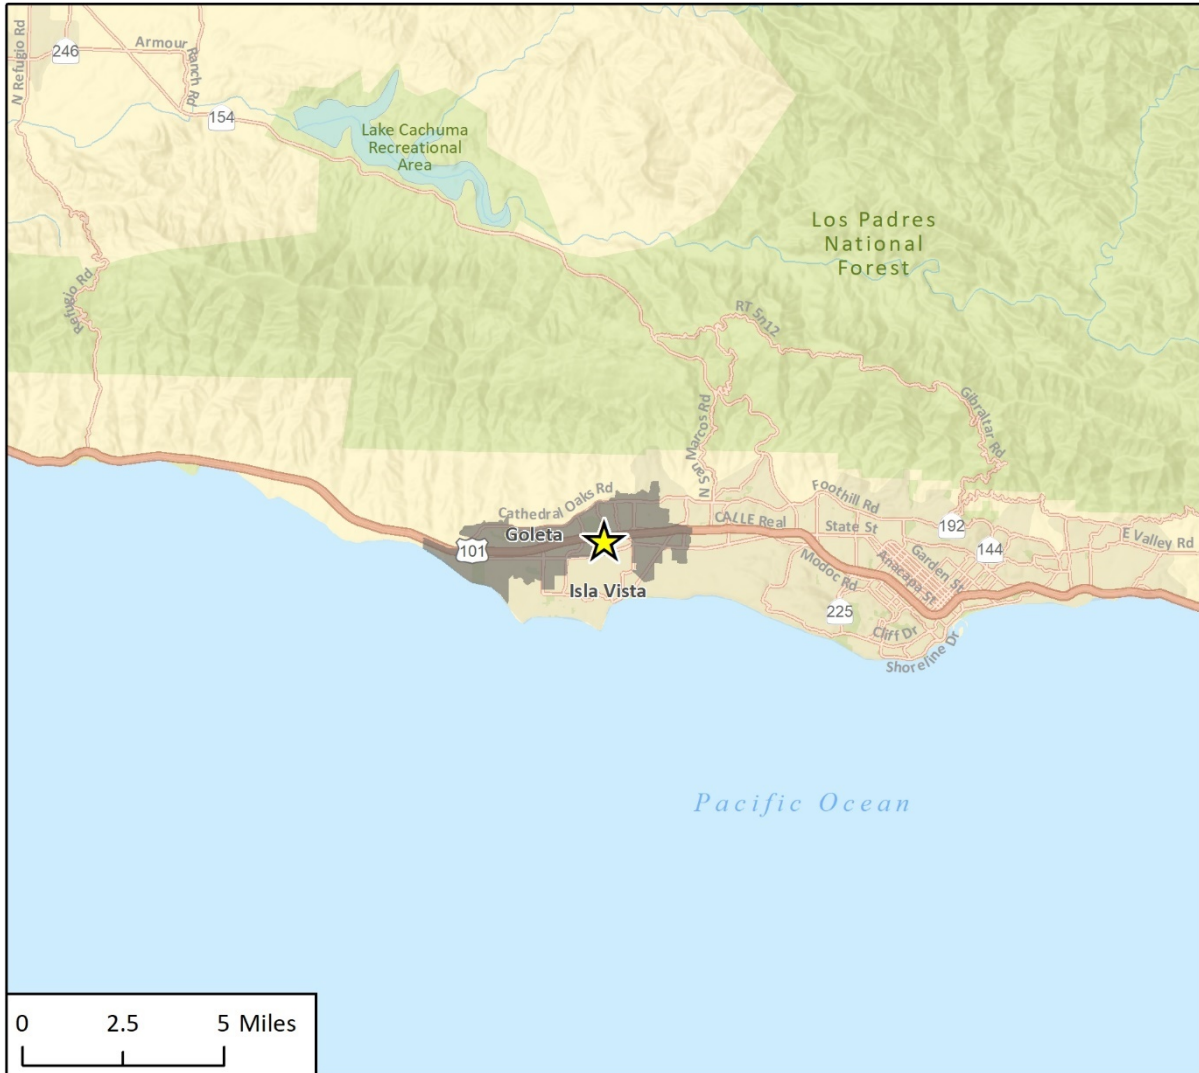 N Refugio Rd
246
Armour
Ranch Rd
154
Lake Cachuma
Recreational
Area
Los Padres
National
Forest
Refugio Rd
RT 5n12
Gibraltar Rd
N San Marcos Rd
Cathedral Oaks Rd
Foothill Rd
101
Goleta
CALLE Real
State St
192
144
E Valley Rd
Garden St
Anacapa St
Modoc Rd
Isla Vista
225
Cliff Dr
Shoreline Dr
Pacific Ocean
0 2.5 5 Miles